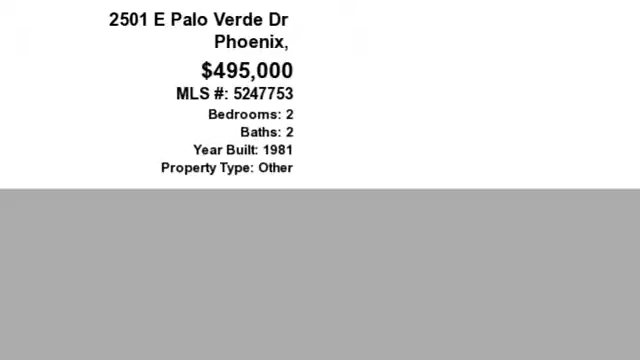 2501 E Palo Verde Dr
Phoenix,
$495,000
MLS #: 5247753
Bedrooms: 2
Baths: 2
Year Built: 1981
Property Type: Other